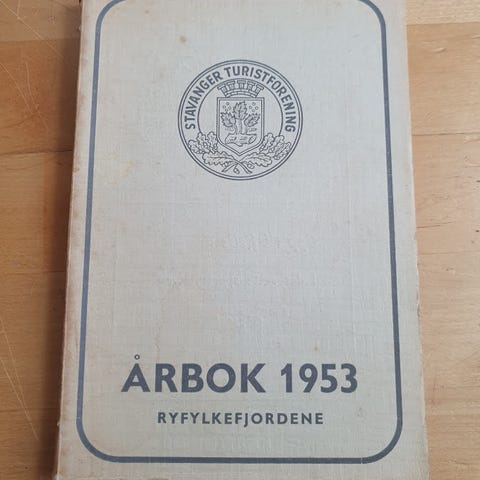 STAVANGER TURISTFORENING
ÅRBOK 1953
RYFYLKEFJORDENE